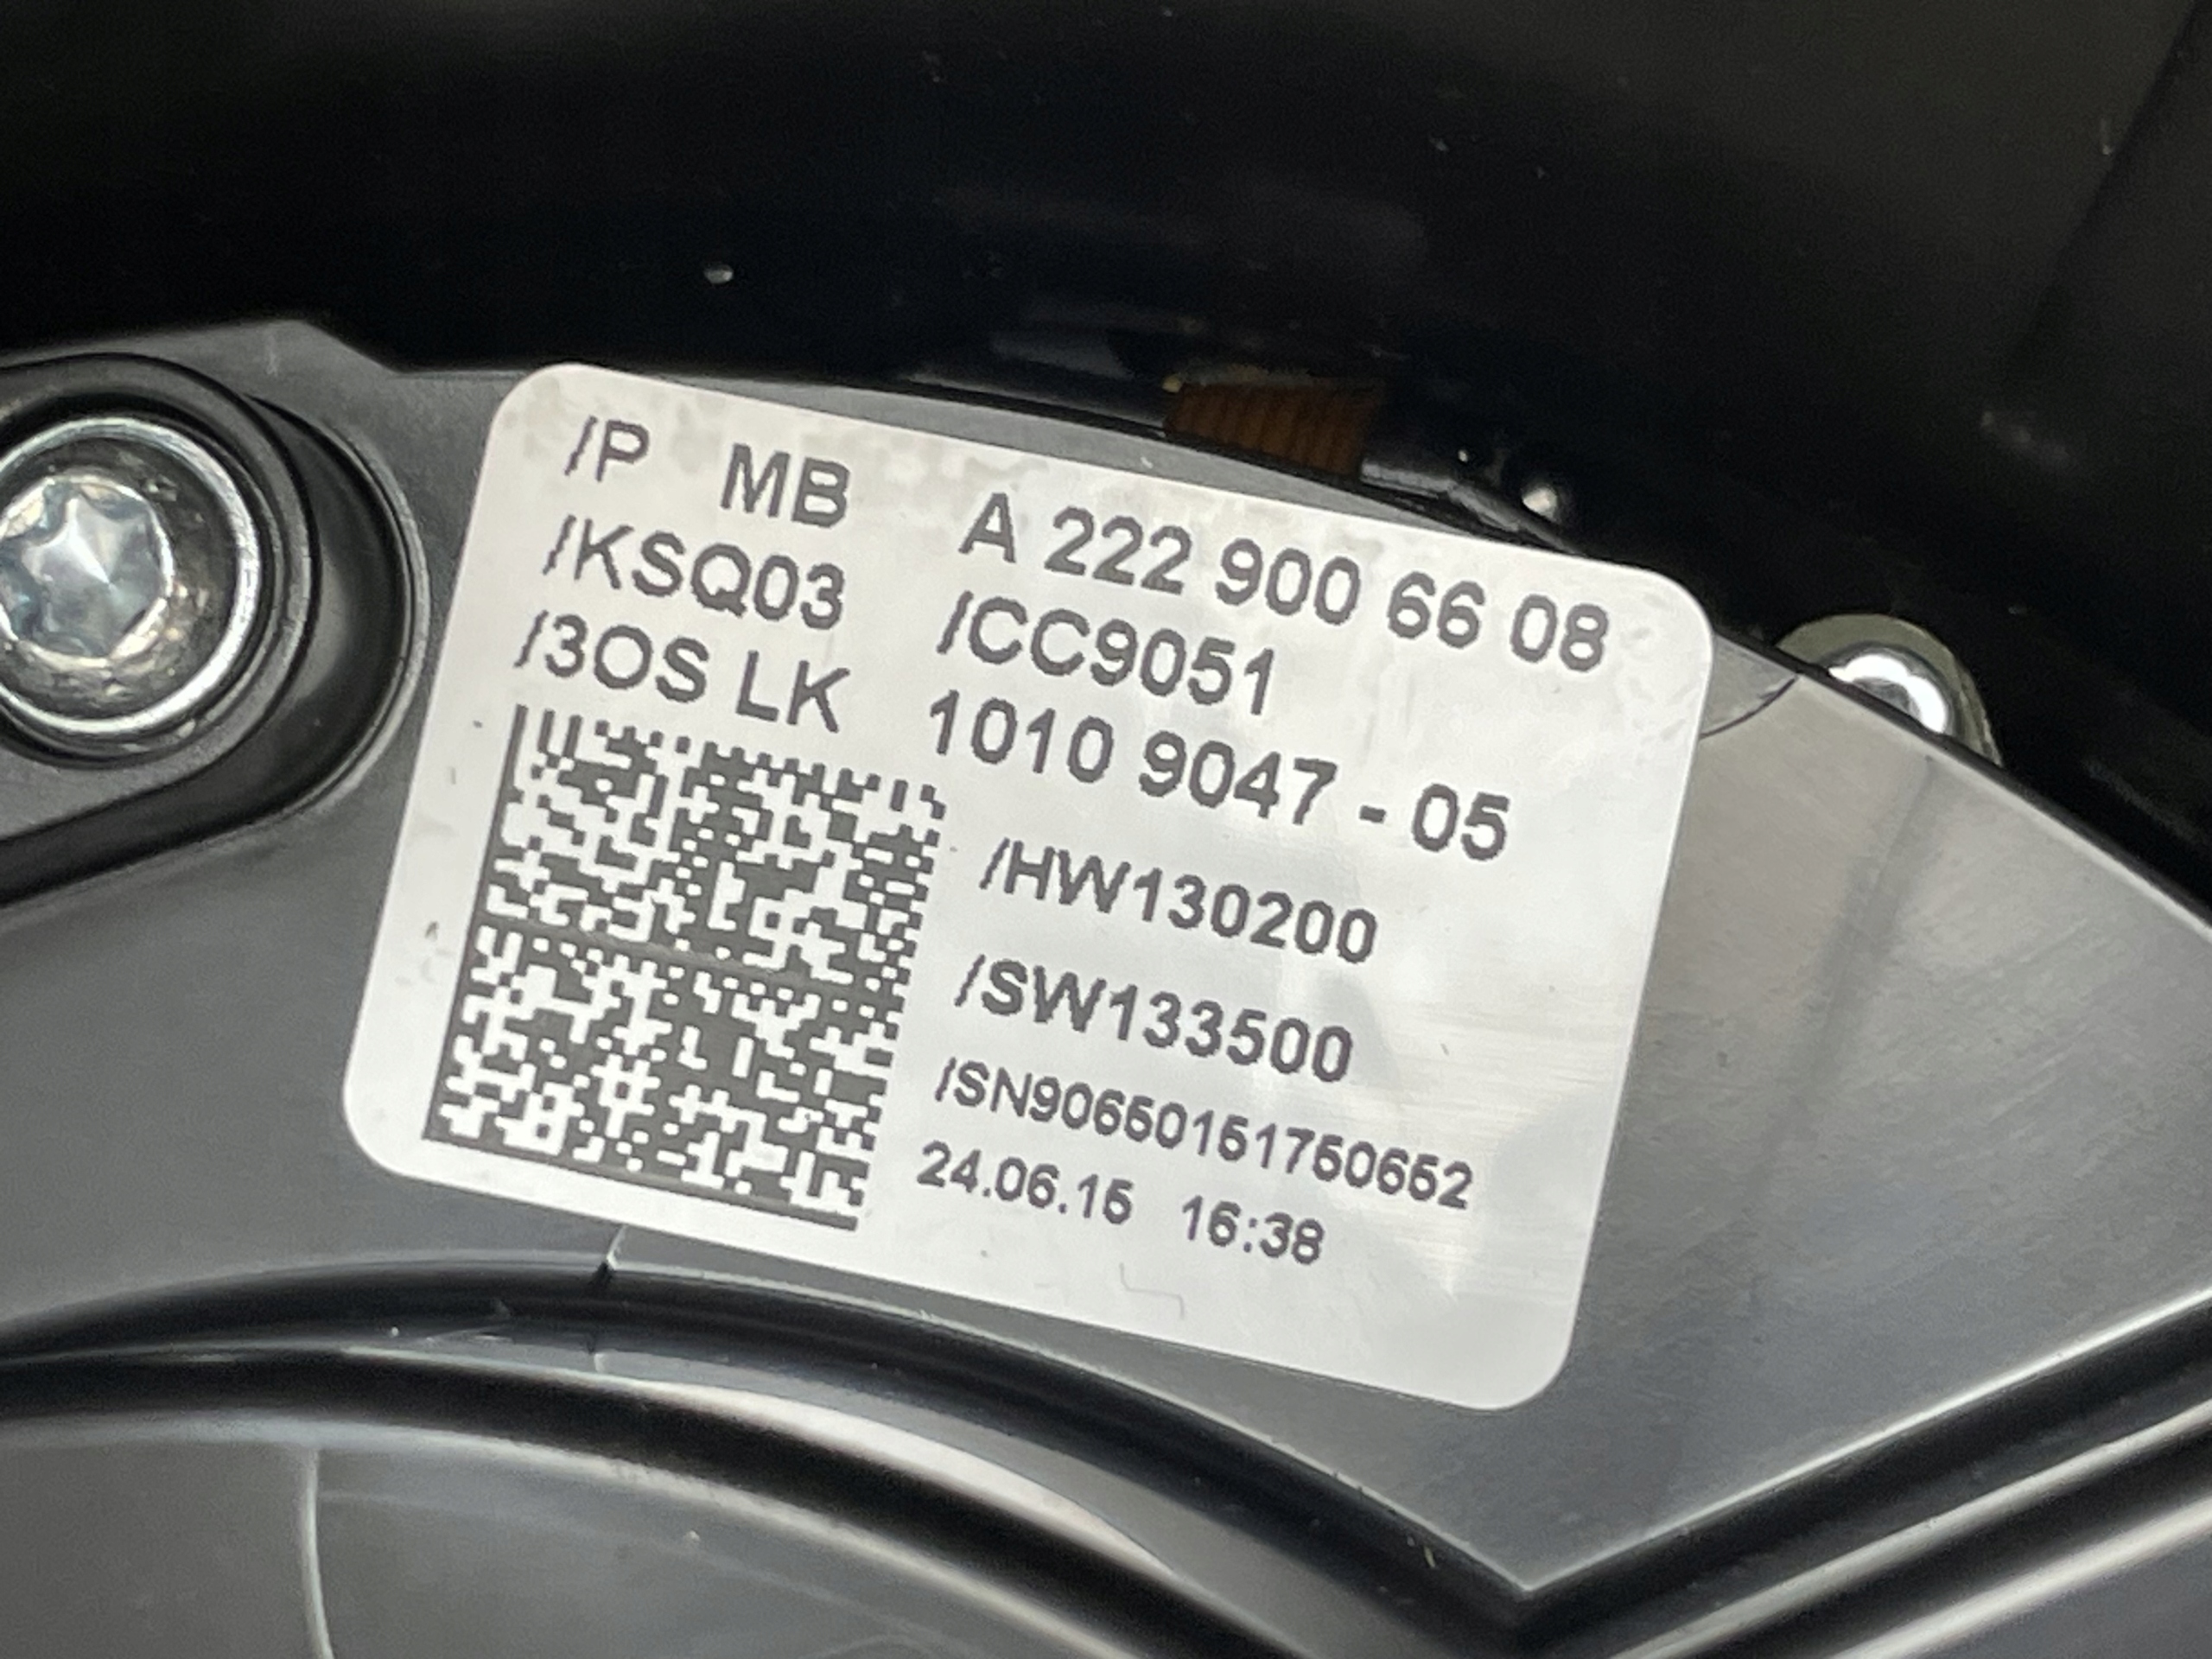 /P MB A 222 900 66 08
/KSQ03 /CC9051
/3OS LK 1010 9047 - 05
/HW130200
/SW133500
/SN90650151750652
24.06.15 16:38